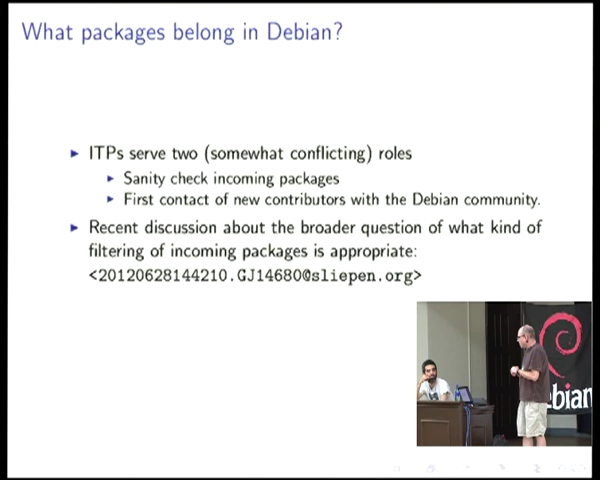 What packages belong in Debian?
ITPs serve two (somewhat conflicting) roles
Sanity check incoming packages
First contact of new contributors with the Debian community.
Recent discussion about the broader question of what kind of
filtering of incoming packages is appropriate:
<20120628144210.GJ14680@sliepen.org>
ebian